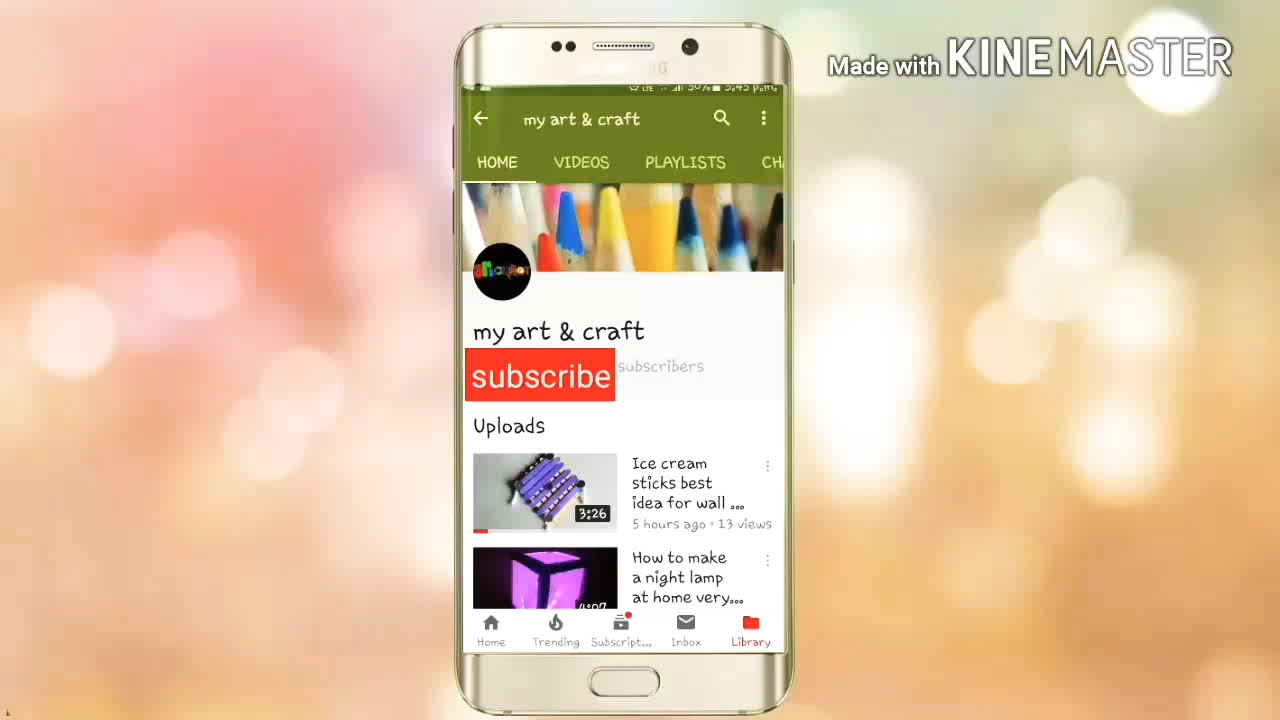 Made with KINEMASTER
my art & craft
HOME VIDEOS PLAYLISTS
my art & craft
subscribe subscribers
Uploads
Ice cream
sticks best
idea for wall ...
3:26
5 hours ago • 13 views
How to make
a night lamp
at home very...
Home Trending Subscript... Inbox Library